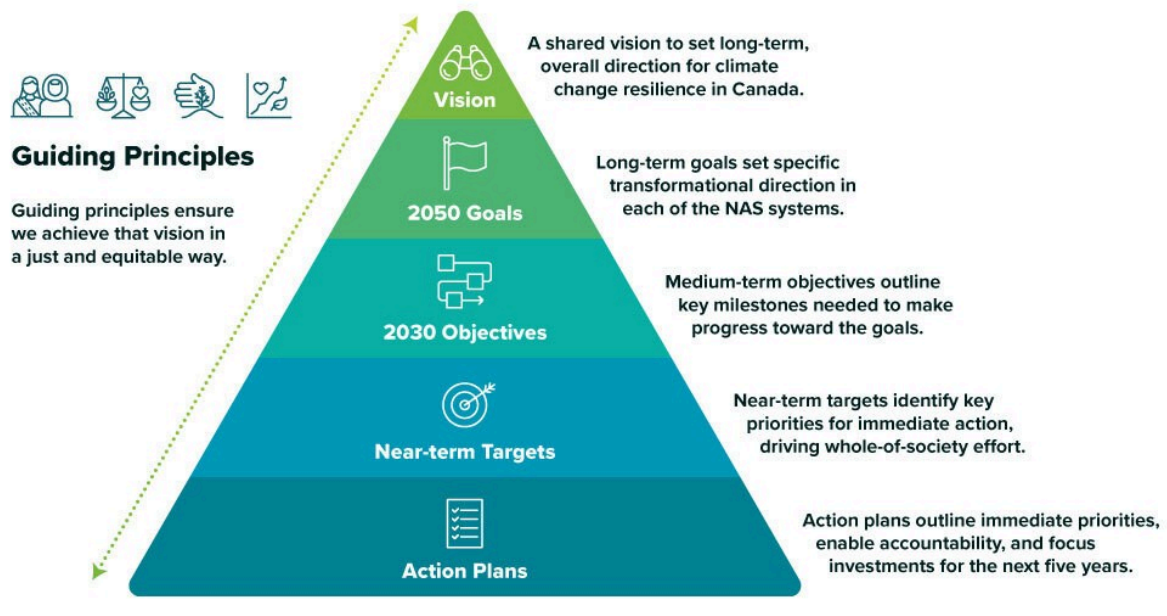 Guiding Principles
Guiding principles ensure
we achieve that vision in
a just and equitable way.
Vision
A shared vision to set long-term,
overall direction for climate
change resilience in Canada.
2050 Goals
Long-term goals set specific
transformational direction in
each of the NAS systems.
2030 Objectives
Medium-term objectives outline
key milestones needed to make
progress toward the goals.
Near-term Targets
Near-term targets identify key
priorities for immediate action,
driving whole-of-society effort.
Action Plans
Action plans outline immediate priorities,
enable accountability, and focus
investments for the next five years.